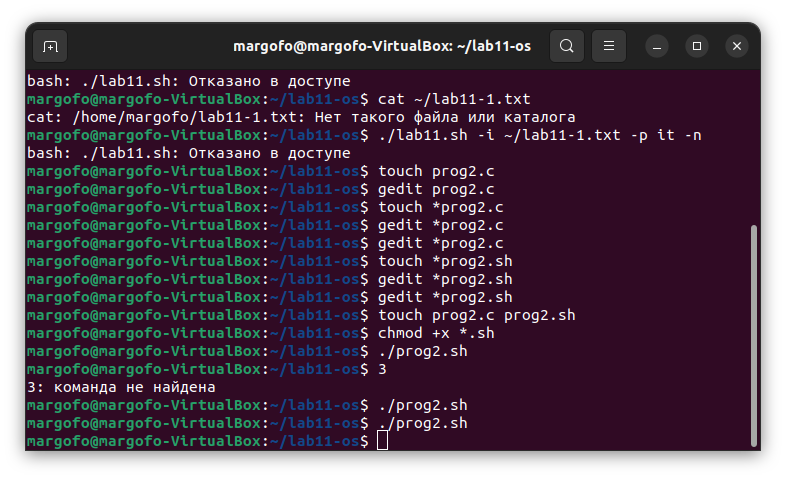 margofo@margofo-VirtualBox: ~/lab11-os
bash: ./lab11.sh: Отказано в доступе
margofo@margofo-VirtualBox:~/lab11-os$ cat ~/lab11-1.txt
cat: /home/margofo/lab11-1.txt: Нет такого файла или каталога
margofo@margofo-VirtualBox:~/lab11-os$ ./lab11.sh -i ~/lab11-1.txt -p it -n
bash: ./lab11.sh: Отказано в доступе
margofo@margofo-VirtualBox:~/lab11-os$ touch prog2.c
margofo@margofo-VirtualBox:~/lab11-os$ gedit prog2.c
margofo@margofo-VirtualBox:~/lab11-os$ touch *prog2.c
margofo@margofo-VirtualBox:~/lab11-os$ gedit *prog2.c
margofo@margofo-VirtualBox:~/lab11-os$ gedit *prog2.c
margofo@margofo-VirtualBox:~/lab11-os$ touch *prog2.sh
margofo@margofo-VirtualBox:~/lab11-os$ gedit *prog2.sh
margofo@margofo-VirtualBox:~/lab11-os$ gedit *prog2.sh
margofo@margofo-VirtualBox:~/lab11-os$ touch prog2.c prog2.sh
margofo@margofo-VirtualBox:~/lab11-os$ chmod +x *.sh
margofo@margofo-VirtualBox:~/lab11-os$ ./prog2.sh
margofo@margofo-VirtualBox:~/lab11-os$ 3
3: команда не найдена
margofo@margofo-VirtualBox:~/lab11-os$ ./prog2.sh
margofo@margofo-VirtualBox:~/lab11-os$ ./prog2.sh
margofo@margofo-VirtualBox:~/lab11-os$